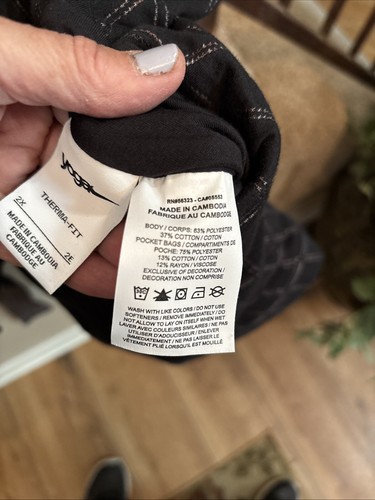 2X
THERMA-FIT
MADE IN CAMBODIA
FABRIQUÉ AU
CAMBODGE
2E
RN#56323 - CA#05553
MADE IN CAMBODIA
FABRIQUÉ AU CAMBODGE
BODY / CORPS: 63% POLYESTER
37% COTTON / COTON
POCKET BAGS / COMPARTIMENTS DE
POCHE: 75% POLYESTER
13% COTTON / COTON
12% RAYON / VISCOSE
EXCLUSIVE OF DECORATION /
DECORATION NON COMPRISE
WASH WITH LIKE COLORS / DO NOT USE
SOFTENERS / REMOVE IMMEDIATELY / DO
NOT ALLOW TO LAY ON ITSELF WHEN WET
LAVER AVEC COULEURS SIMILAIRES / NE PAS
UTILISER D'ADOUCISSEUR / ENLEVER
IMMÉDIATEMENT / NE PAS LAISSER LE
VÊTEMENT PLIÉ LORSQU'IL EST MOUILLÉ